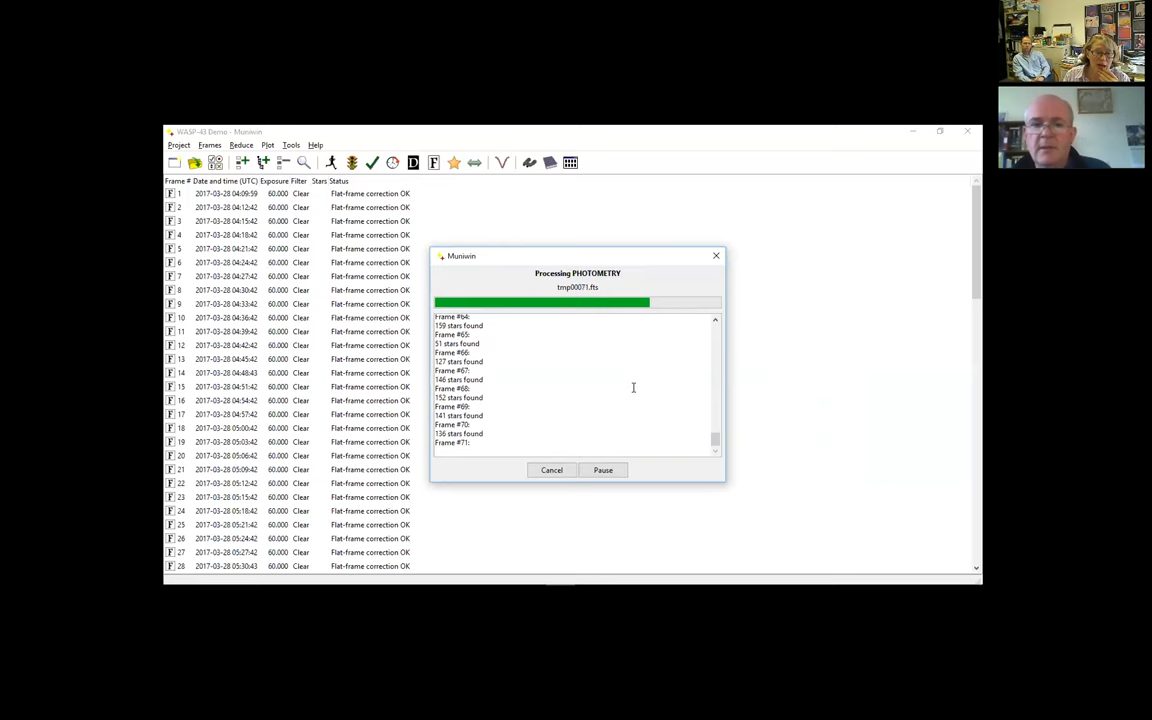 WASP-43 Demo - Muniwin
Project Frames Reduce Plot Tools Help
Frame # Date and time (UTC) Exposure Filter Stars Status
F 1 2017-03-28 04:09:59 60.000 Clear Flat-frame correction OK
F 2 2017-03-28 04:12:42 60.000 Clear Flat-frame correction OK
F 3 2017-03-28 04:15:42 60.000 Clear Flat-frame correction OK
F 4 2017-03-28 04:18:42 60.000 Clear Flat-frame correction OK
F 5 2017-03-28 04:21:42 60.000 Clear Flat-frame correction OK
F 6 2017-03-28 04:24:42 60.000 Clear Flat-frame correction OK
F 7 2017-03-28 04:27:42 60.000 Clear Flat-frame correction OK
F 8 2017-03-28 04:30:42 60.000 Clear Flat-frame correction OK
F 9 2017-03-28 04:33:42 60.000 Clear Flat-frame correction OK
F 10 2017-03-28 04:36:42 60.000 Clear Flat-frame correction OK
F 11 2017-03-28 04:39:42 60.000 Clear Flat-frame correction OK
F 12 2017-03-28 04:42:42 60.000 Clear Flat-frame correction OK
F 13 2017-03-28 04:45:42 60.000 Clear Flat-frame correction OK
F 14 2017-03-28 04:48:43 60.000 Clear Flat-frame correction OK
F 15 2017-03-28 04:51:42 60.000 Clear Flat-frame correction OK
F 16 2017-03-28 04:54:42 60.000 Clear Flat-frame correction OK
F 17 2017-03-28 04:57:42 60.000 Clear Flat-frame correction OK
F 18 2017-03-28 05:00:42 60.000 Clear Flat-frame correction OK
F 19 2017-03-28 05:03:42 60.000 Clear Flat-frame correction OK
F 20 2017-03-28 05:06:42 60.000 Clear Flat-frame correction OK
F 21 2017-03-28 05:09:42 60.000 Clear Flat-frame correction OK
F 22 2017-03-28 05:12:42 60.000 Clear Flat-frame correction OK
F 23 2017-03-28 05:15:42 60.000 Clear Flat-frame correction OK
F 24 2017-03-28 05:18:42 60.000 Clear Flat-frame correction OK
F 25 2017-03-28 05:21:42 60.000 Clear Flat-frame correction OK
F 26 2017-03-28 05:24:42 60.000 Clear Flat-frame correction OK
F 27 2017-03-28 05:27:42 60.000 Clear Flat-frame correction OK
F 28 2017-03-28 05:30:43 60.000 Clear Flat-frame correction OK
Muniwin
Processing PHOTOMETRY
tmp00071.fts
Frame #64:
159 stars found
Frame #65:
51 stars found
Frame #66:
127 stars found
Frame #67:
146 stars found
Frame #68:
152 stars found
Frame #69:
141 stars found
Frame #70:
136 stars found
Frame #71:
Cancel Pause